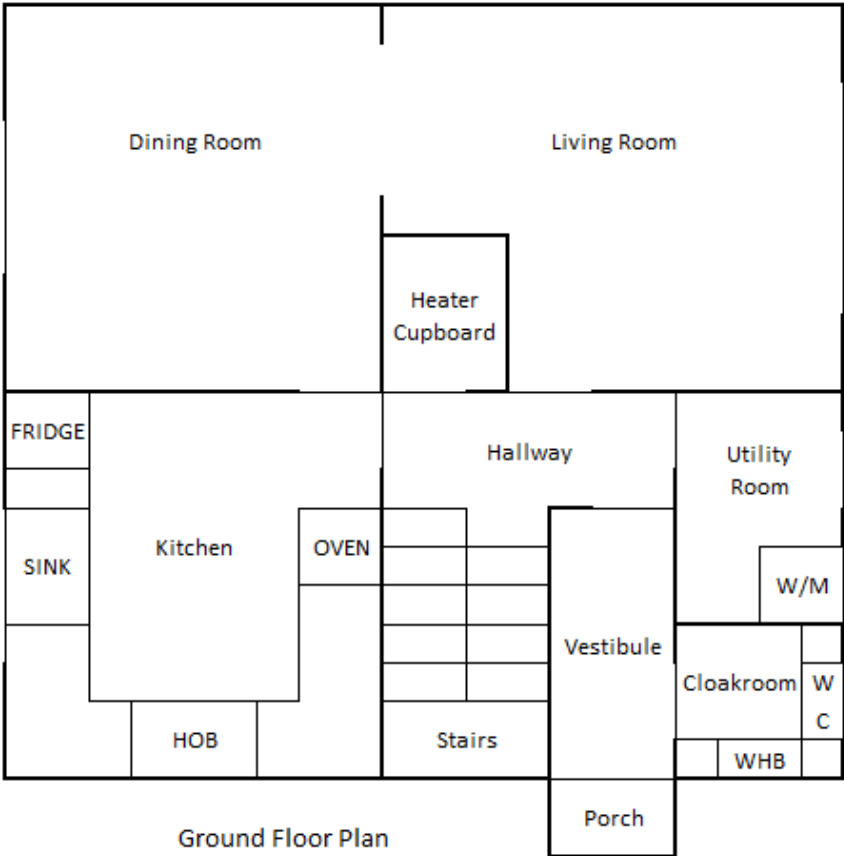 Dining Room
Living Room
Heater
Cupboard
FRIDGE
Hallway
Utility
Room
Kitchen
OVEN
SINK
W/M
Vestibule
Cloakroom
W
C
HOB
Stairs
WHB
Porch
Ground Floor Plan